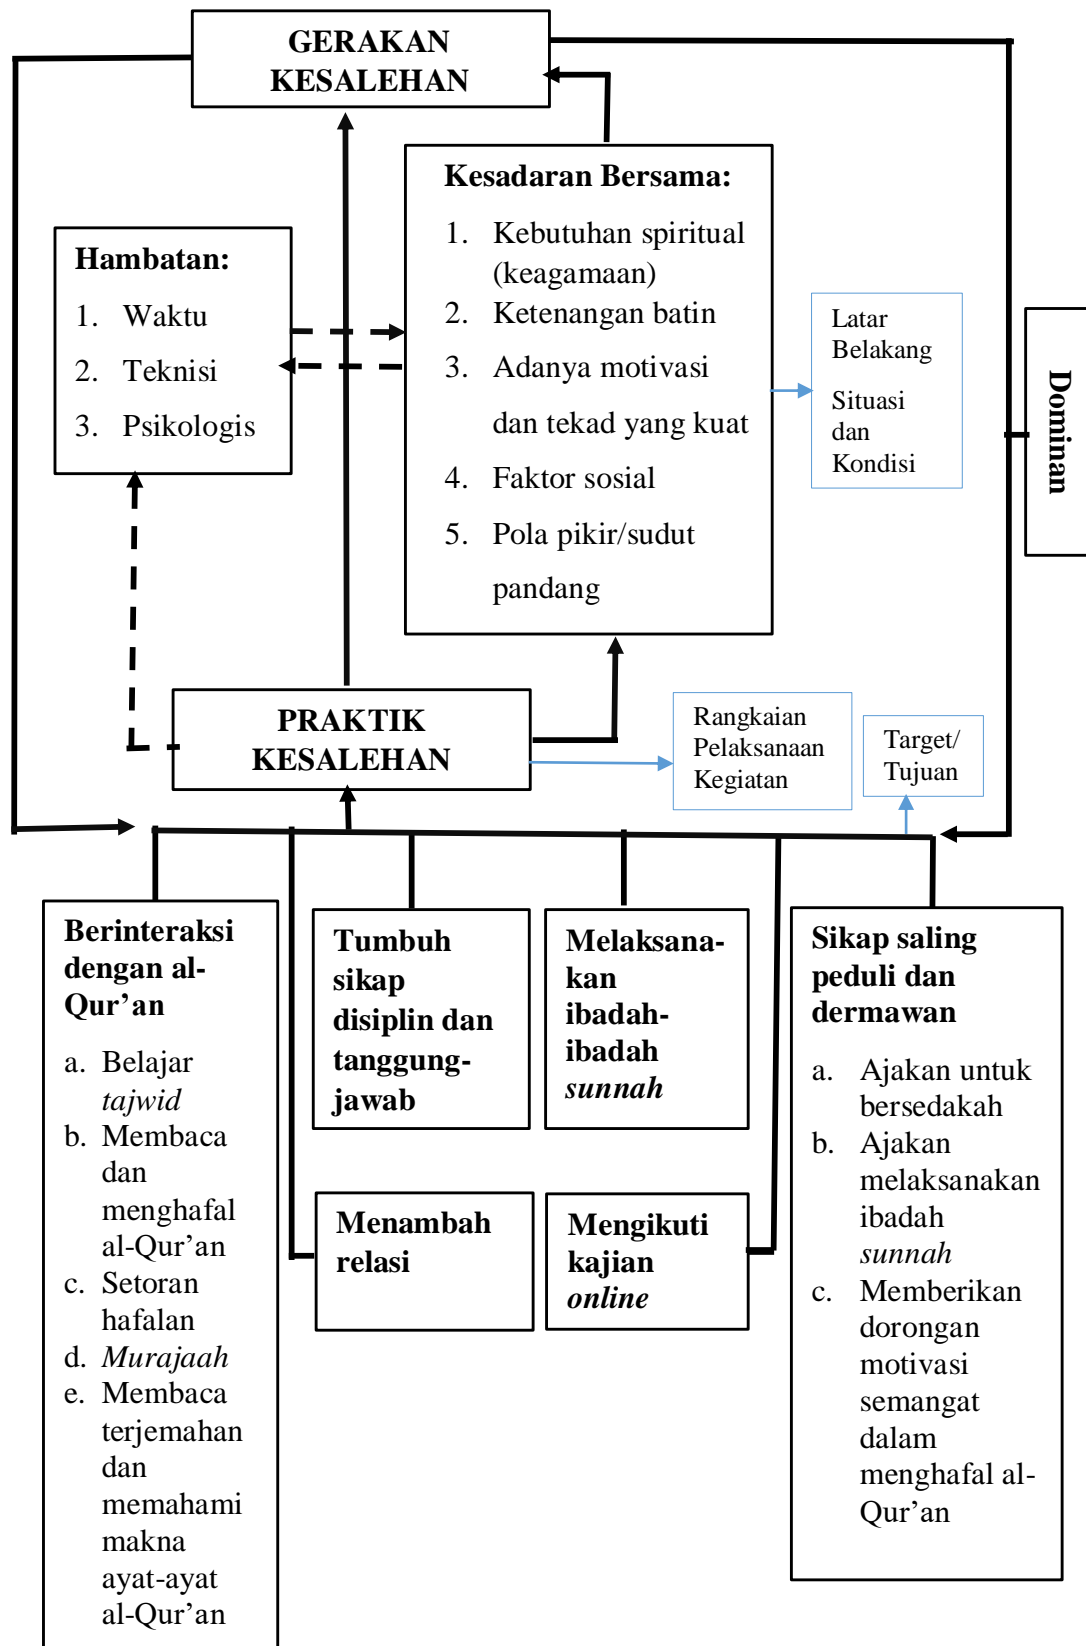 GERAKAN
KESALEHAN
Kesadaran Bersama:
1. Kebutuhan spiritual
(keagamaan)
2. Ketenangan batin
3. Adanya motivasi
dan tekad yang kuat
4. Faktor sosial
5. Pola pikir/sudut
pandang
Hambatan:
1. Waktu
2. Teknisi
3. Psikologis
Latar
Belakang
Situasi
dan
Kondisi
Dominan
PRAKTIK
KESALEHAN
Rangkaian
Pelaksanaan
Kegiatan
Target/
Tujuan
Berinteraksi
dengan al-
Qur’an
a. Belajar
tajwid
b. Membaca
dan
menghafal
al-Qur’an
c. Setoran
hafalan
d. Murajaah
e. Membaca
terjemahan
dan
memahami
makna
ayat-ayat
al-Qur’an
Tumbuh
sikap
disiplin dan
tanggung-
jawab
Melaksana-
kan
ibadah-
ibadah
sunnah
Menambah
relasi
Mengikuti
kajian
online
Sikap saling
peduli dan
dermawan
a. Ajakan untuk
bersedakah
b. Ajakan
melaksanakan
ibadah
sunnah
c. Memberikan
dorongan
motivasi
semangat
dalam
menghafal al-
Qur’an